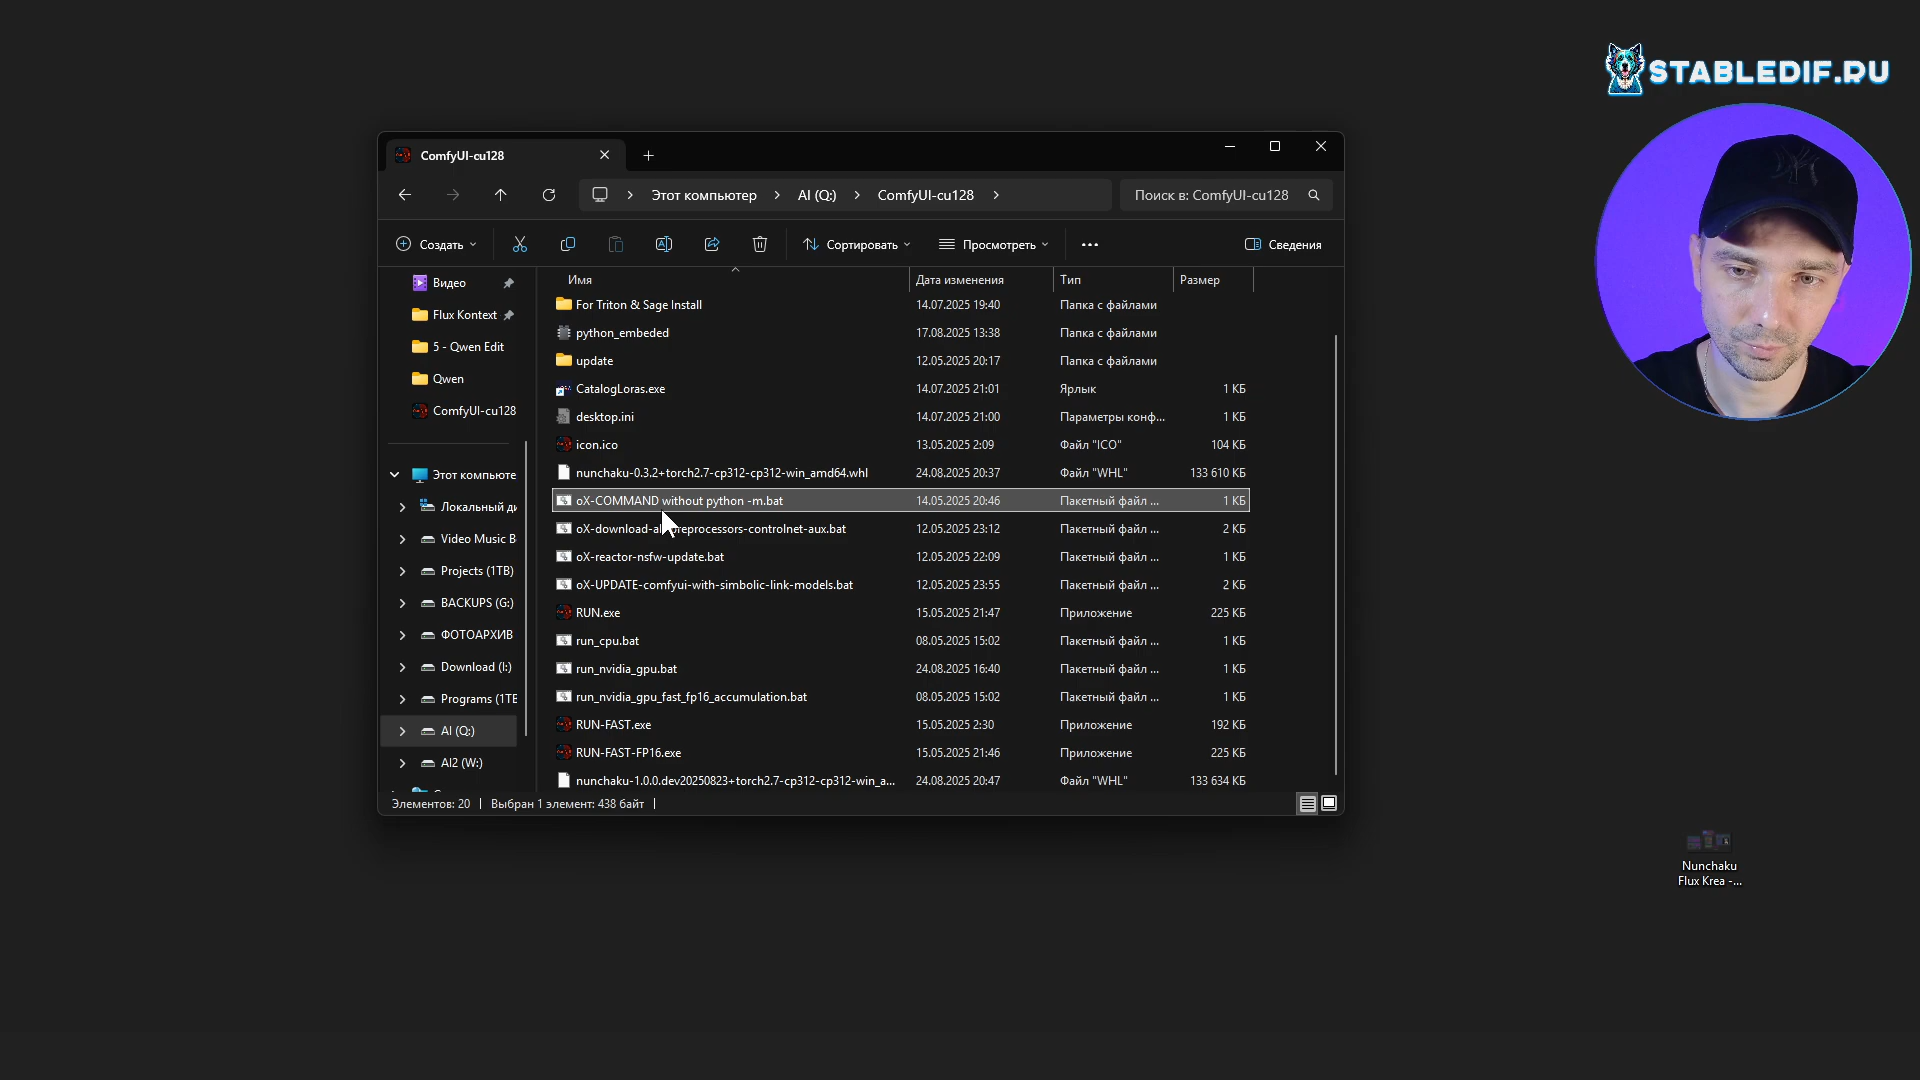 STABLEDIF.RU
ComfyUI-cu128
Этот компьютер > AI (Q:) > ComfyUI-cu128 >
Поиск в: ComfyUI-cu128
Создать
Сортировать
Просмотреть
Сведения
Видео
Flux Kontext
5 - Qwen Edit
Qwen
ComfyUI-cu128
Этот компьюте
Локальный ди
Video Music B
Projects (1TB)
BACKUPS (G:)
ФОТОАРХИВ
Download (I:)
Programs (1TE
AI (Q:)
AI2 (W:)
Имя Дата изменения Тип Размер
For Triton & Sage Install 14.07.2025 19:40 Папка с файлами
python_embeded 17.08.2025 13:38 Папка с файлами
update 12.05.2025 20:17 Папка с файлами
CatalogLoras.exe 14.07.2025 21:01 Ярлык 1 КБ
desktop.ini 14.07.2025 21:00 Параметры конф... 1 КБ
icon.ico 13.05.2025 2:09 Файл "ICO" 104 КБ
nunchaku-0.3.2+torch2.7-cp312-cp312-win_amd64.whl 24.08.2025 20:37 Файл "WHL" 133 610 КБ
oX-COMMAND without python -m.bat 14.05.2025 20:46 Пакетный файл ... 1 КБ
oX-download-al reprocessors-controlnet-aux.bat 12.05.2025 23:12 Пакетный файл ... 2 КБ
oX-reactor-nsfw-update.bat 12.05.2025 22:09 Пакетный файл ... 1 КБ
oX-UPDATE-comfyui-with-simbolic-link-models.bat 12.05.2025 23:55 Пакетный файл ... 2 КБ
RUN.exe 15.05.2025 21:47 Приложение 225 КБ
run_cpu.bat 08.05.2025 15:02 Пакетный файл ... 1 КБ
run_nvidia_gpu.bat 24.08.2025 16:40 Пакетный файл ... 1 КБ
run_nvidia_gpu_fast_fp16_accumulation.bat 08.05.2025 15:02 Пакетный файл ... 1 КБ
RUN-FAST.exe 15.05.2025 2:30 Приложение 192 КБ
RUN-FAST-FP16.exe 15.05.2025 21:46 Приложение 225 КБ
nunchaku-1.0.0.dev20250823+torch2.7-cp312-cp312-win_a... 24.08.2025 20:47 Файл "WHL" 133 634 КБ
Элементов: 20 | Выбран 1 элемент: 438 байт |
Nunchaku
Flux Krea -...